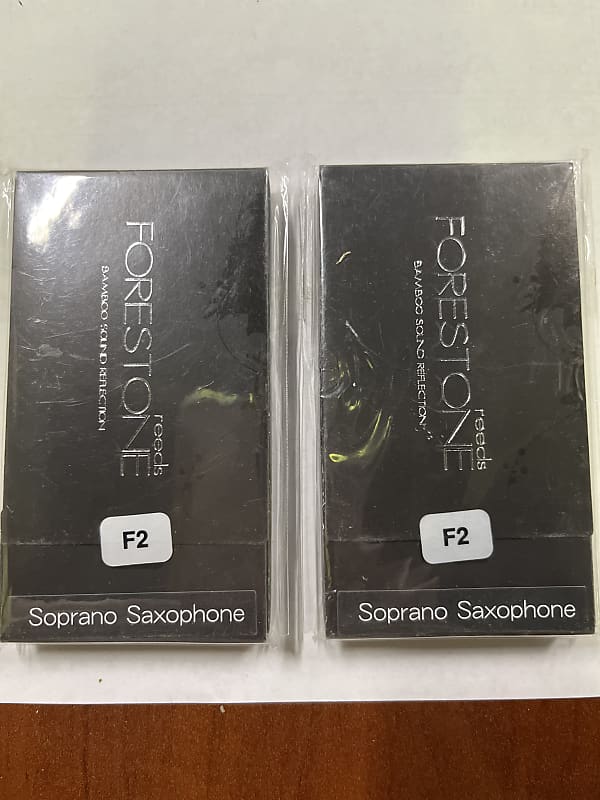 FORESTONE
reeds
BAMBOO SOUND REFLECTION
F2
Soprano Saxophone
FORESTONE
reeds
BAMBOO SOUND REFLECTION
F2
Soprano Saxophone